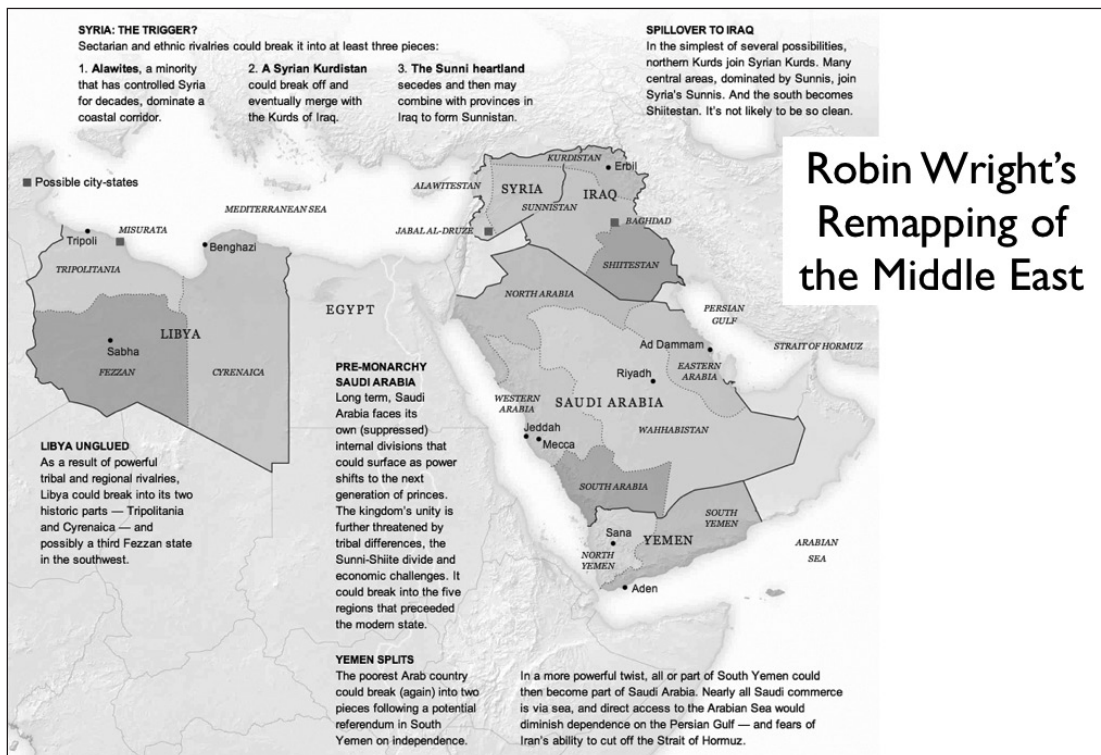 SYRIA: THE TRIGGER?
Sectarian and ethnic rivalries could break it into at least three pieces:
1. Alawites, a minority
that has controlled Syria
for decades, dominate a
coastal corridor.
2. A Syrian Kurdistan
could break off and
eventually merge with
the Kurds of Iraq.
3. The Sunni heartland
secedes and then may
combine with provinces in
Iraq to form Sunnistan.
SPILLOVER TO IRAQ
In the simplest of several possibilities,
northern Kurds join Syrian Kurds. Many
central areas, dominated by Sunnis, join
Syria's Sunnis. And the south becomes
Shiitestan. It's not likely to be so clean.
Robin Wright's
Remapping of
the Middle East
Possible city-states
MEDITERRANEAN SEA
ALAWITESTAN
SYRIA
KURDISTAN
Erbil
IRAQ
SUNNISTAN
JABAL AL-DRUZE
BAGHDAD
SHIITESTAN
Tripoli
MISURATA
Benghazi
TRIPOLITANIA
LIBYA
Sabha
FEZZAN
CYRENAICA
EGYPT
NORTH ARABIA
PERSIAN
GULF
STRAIT OF HORMUZ
Ad Dammam
EASTERN
ARABIA
Riyadh
WESTERN
ARABIA
SAUDI ARABIA
WAHHABISTAN
Jeddah
Mecca
SOUTH ARABIA
SOUTH
YEMEN
Sana
YEMEN
NORTH
YEMEN
Aden
ARABIAN
SEA
LIBYA UNGLUED
As a result of powerful
tribal and regional rivalries,
Libya could break into its two
historic parts — Tripolitania
and Cyrenaica — and
possibly a third Fezzan state
in the southwest.
PRE-MONARCHY
SAUDI ARABIA
Long term, Saudi
Arabia faces its
own (suppressed)
internal divisions that
could surface as power
shifts to the next
generation of princes.
The kingdom's unity is
further threatened by
tribal differences, the
Sunni-Shiite divide and
economic challenges. It
could break into the five
regions that preceeded
the modern state.
YEMEN SPLITS
The poorest Arab country
could break (again) into two
pieces following a potential
referendum in South
Yemen on independence.
In a more powerful twist, all or part of South Yemen could
then become part of Saudi Arabia. Nearly all Saudi commerce
is via sea, and direct access to the Arabian Sea would
diminish dependence on the Persian Gulf — and fears of
Iran's ability to cut off the Strait of Hormuz.